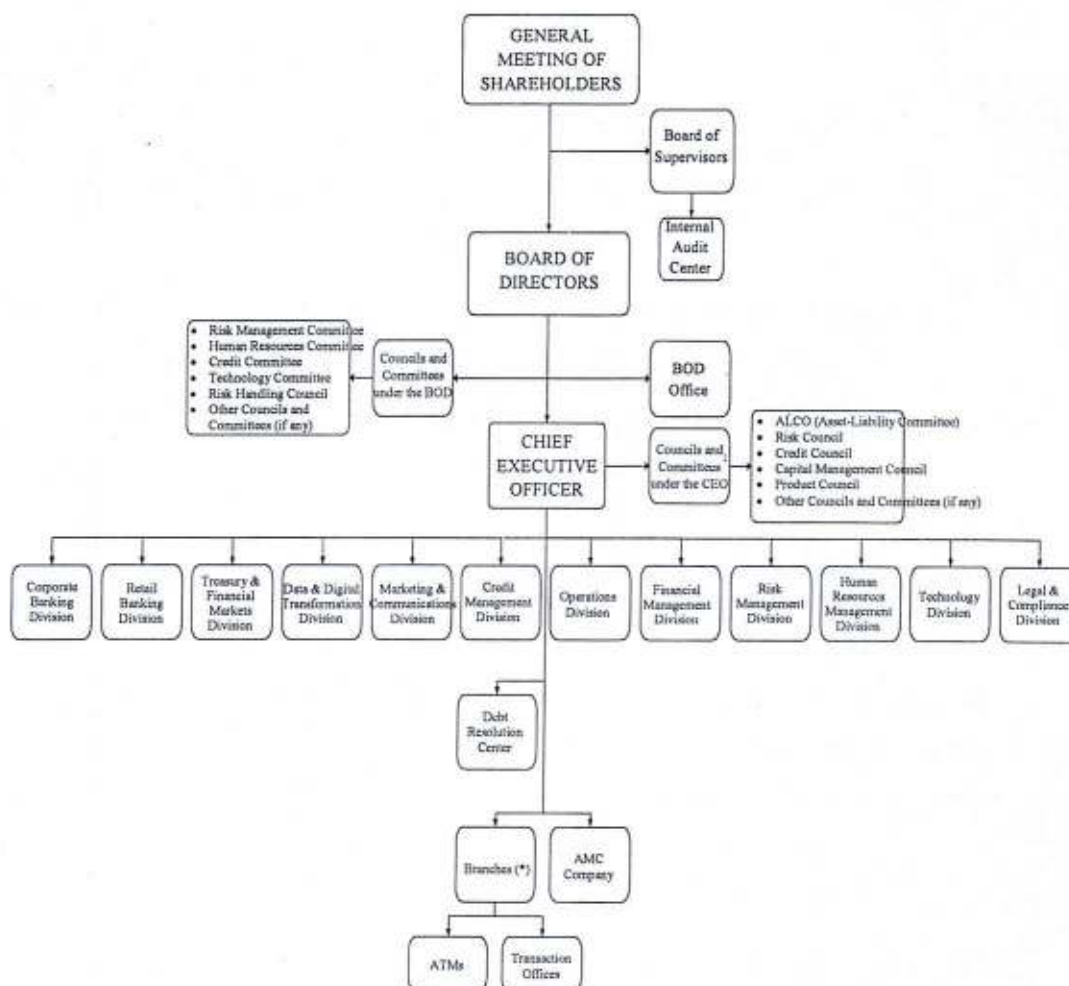 GENERAL
MEETING OF
SHAREHOLDERS
Board of
Supervisors
Internal
Audit
Center
BOARD OF
DIRECTORS
• Risk Management Committee
• Human Resources Committee
• Credit Committee
• Technology Committee
• Risk Handling Council
• Other Councils and
Committees (if any)
Councils and
Committees
under the BOD
BOD
Office
CHIEF
EXECUTIVE
OFFICER
Councils and
Committees
under the CEO
• ALCO (Asset-Liability Committee)
• Risk Council
• Credit Council
• Capital Management Council
• Product Council
• Other Councils and Committees (if any)
Corporate
Banking
Division
Retail
Banking
Division
Treasury &
Financial
Markets
Division
Data & Digital
Transformation
Division
Marketing &
Communications
Division
Credit
Management
Division
Operations
Division
Financial
Management
Division
Risk
Management
Division
Human
Resources
Management
Division
Technology
Division
Legal &
Compliance
Division
Debt
Resolution
Center
Branches (*)
AMC
Company
ATMs
Transaction
Offices